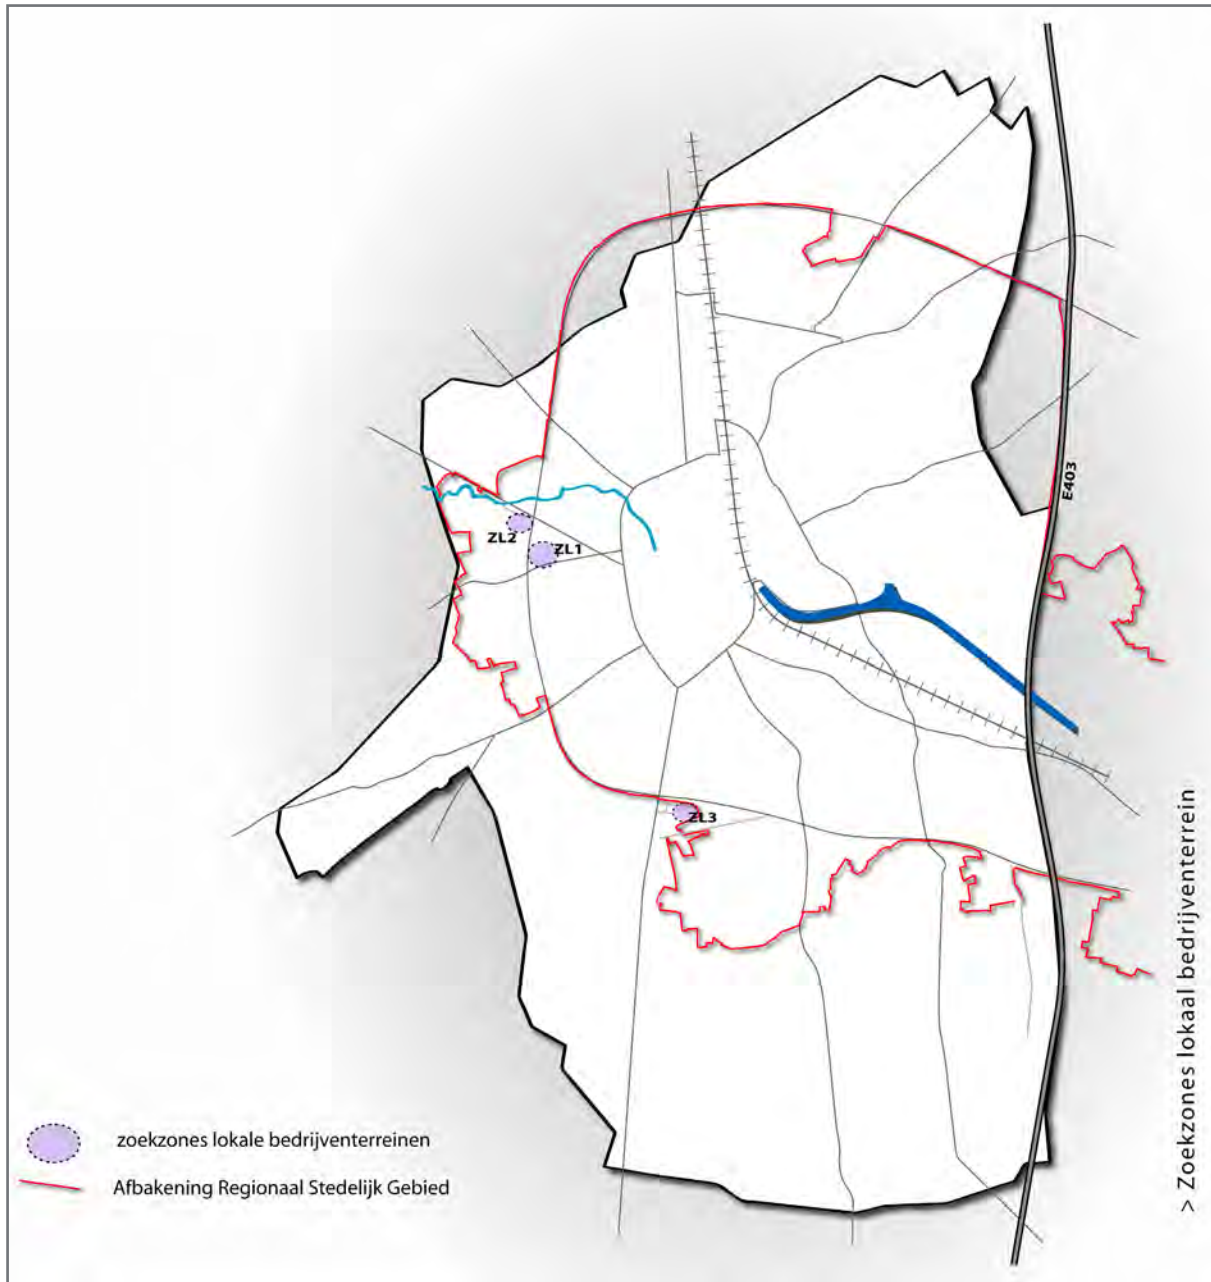 E403
ZL2
ZL1
ZL3
zoekzones lokale bedrijventerreinen
Afbakening Regionaal Stedelijk Gebied
> Zoekzones lokaal bedrijventerrein